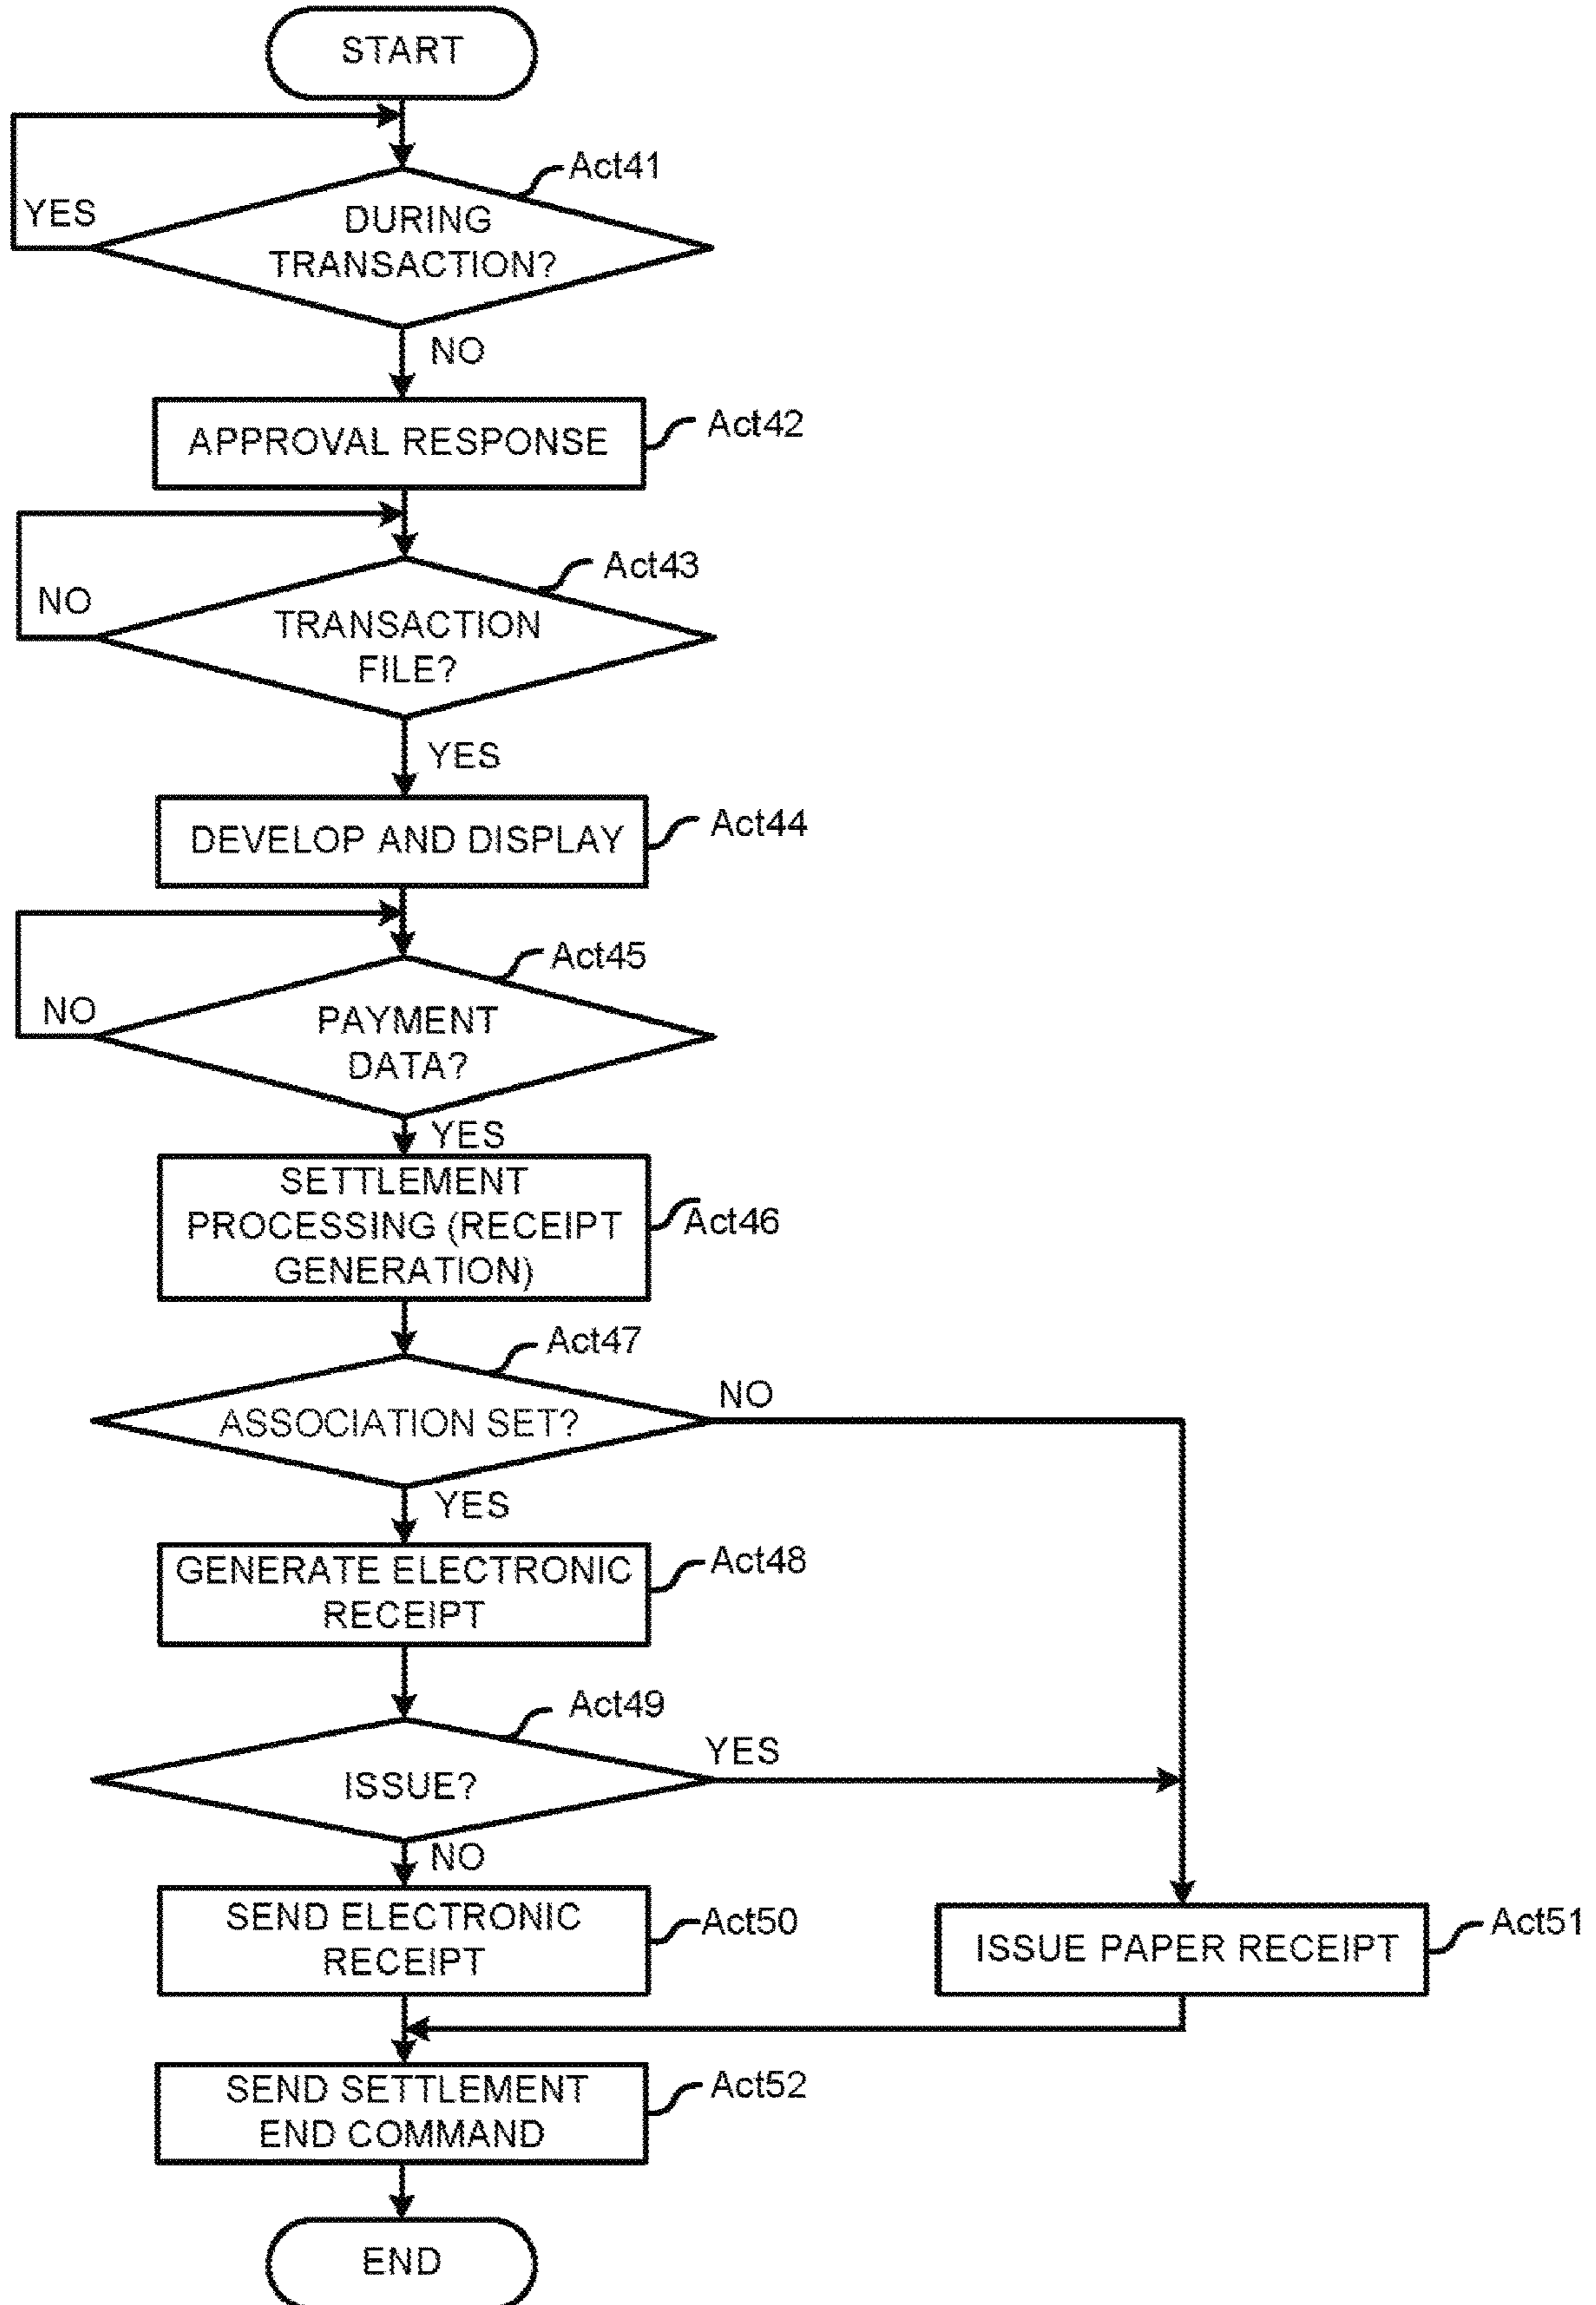 START
Act41
YES
DURING
TRANSACTION?
NO
APPROVAL RESPONSE
Act42
Act43
NO
TRANSACTION
FILE?
YES
DEVELOP AND DISPLAY
Act44
Act45
NO
PAYMENT
DATA?
YES
SETTLEMENT
PROCESSING (RECEIPT
GENERATION)
Act46
Act47
NO
ASSOCIATION SET?
YES
GENERATE ELECTRONIC
RECEIPT
Act48
Act49
YES
ISSUE?
NO
SEND ELECTRONIC
RECEIPT
Act50
ISSUE PAPER RECEIPT
Act51
SEND SETTLEMENT
END COMMAND
Act52
END